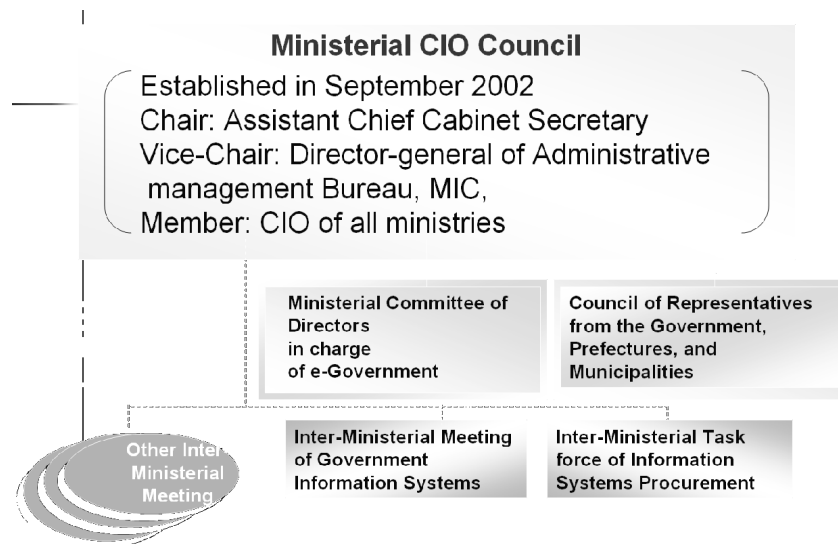 Ministerial CIO Council
Established in September 2002
Chair: Assistant Chief Cabinet Secretary
Vice-Chair: Director-general of Administrative
management Bureau, MIC,
Member: CIO of all ministries
Ministerial Committee of
Directors
in charge
of e-Government
Council of Representatives
from the Government,
Prefectures, and
Municipalities
Other Inter
Ministerial
Meeting
Inter-Ministerial Meeting
of Government
Information Systems
Inter-Ministerial Task
force of Information
Systems Procurement